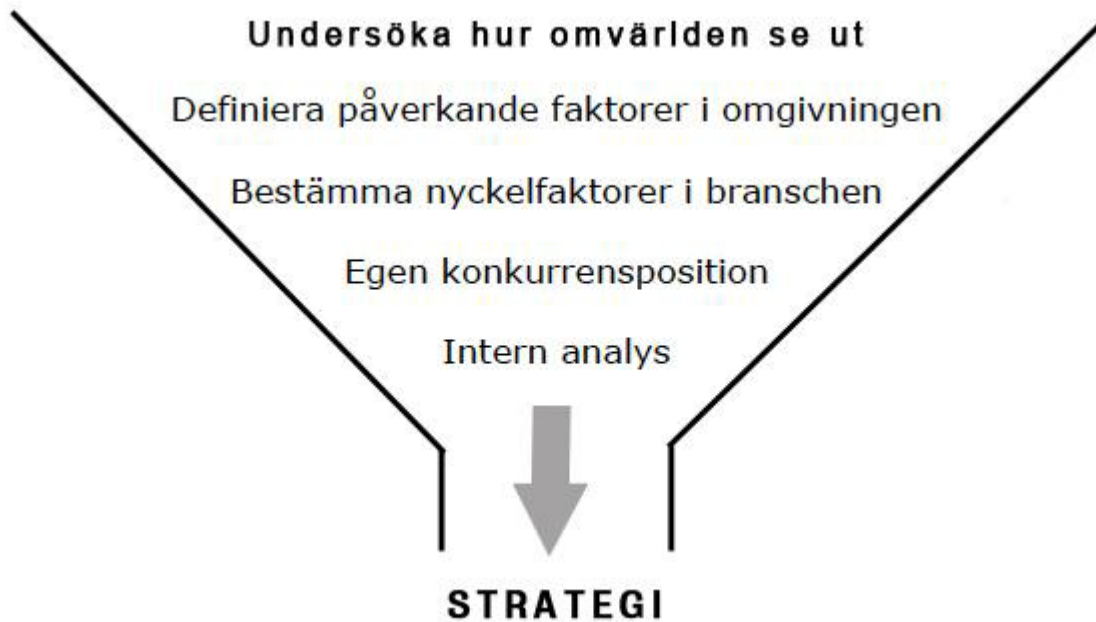 Undersöka hur omvärlden se ut
Definiera påverkande faktorer i omgivningen
Bestämma nyckelfaktorer i branschen
Egen konkurrensposition
Intern analys
STRATEGI